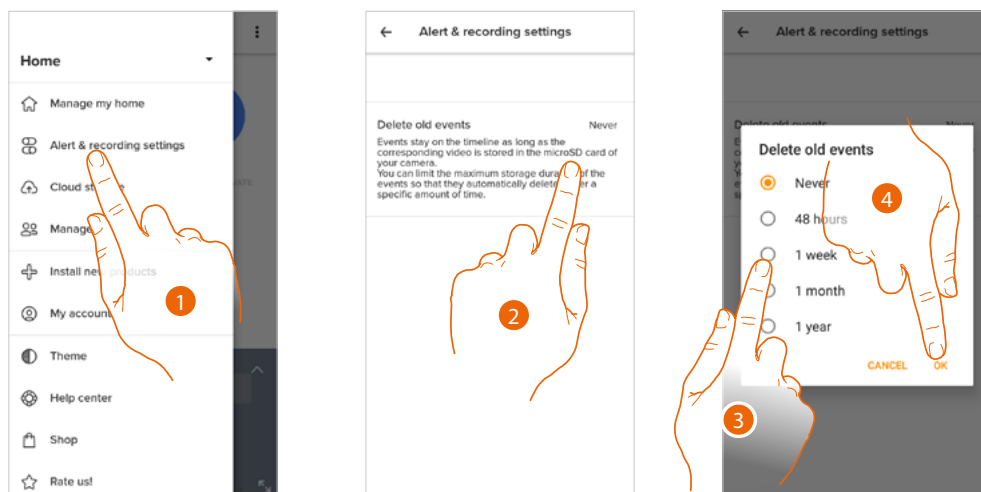 Home
Manage my home
Alert & recording settings
Cloud
Manage
Install new products
My account
Theme
Help center
Shop
Rate us!
1
Alert & recording settings
Delete old events Never
Events stay on the timeline as long as the
corresponding video is stored in the microSD card of
your camera.
You can limit the maximum storage of the
events so that they automatically delete a
specific amount of time.
2
Alert & recording settings
Delete old events Never
Delete old events
Never
48 hours
1 week
1 month
1 year
CANCEL OK
3
4